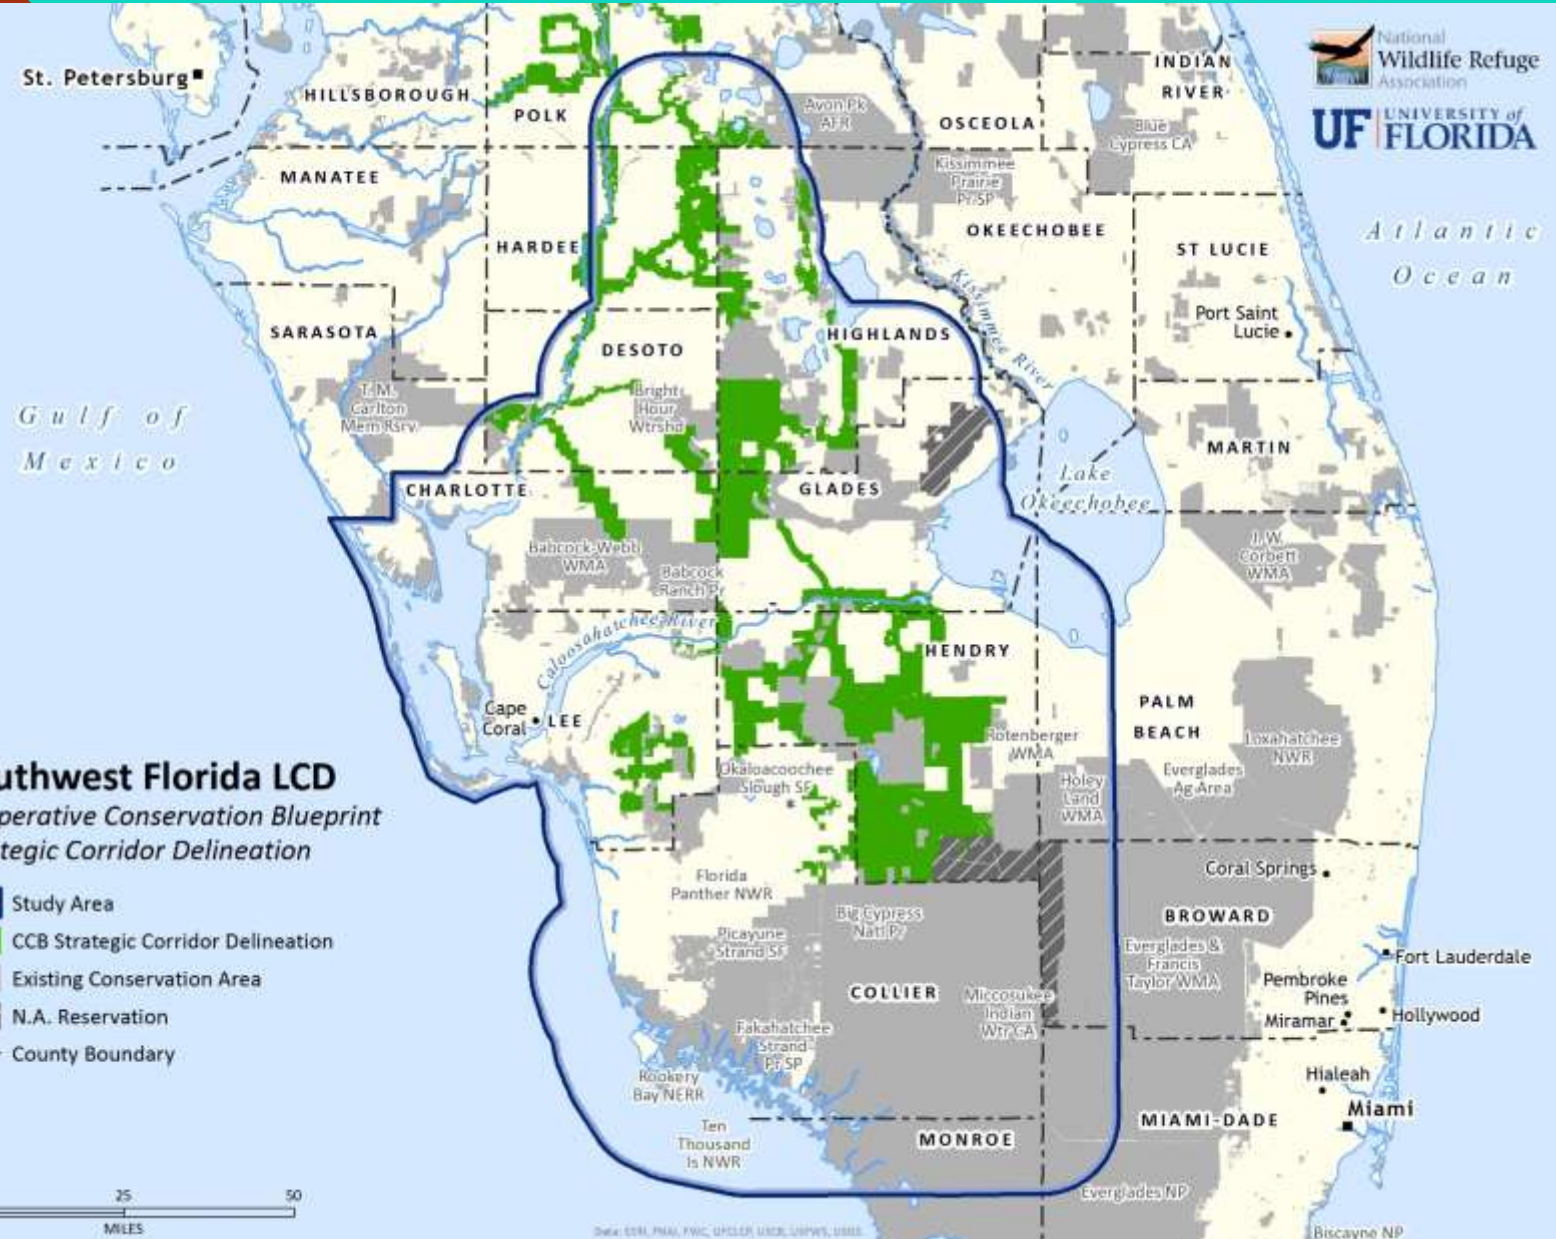 St. Petersburg
HILLSBOROUGH
POLK
OSCEOLA
INDIAN
RIVER
National
Wildlife Refuge
Association
UF UNIVERSITY of
FLORIDA
Avon Pk
AFR
Blue
Cypress CA
MANATEE
Kissimmee
Prairie
Pr SP
HARDEE
OKEECHOBEE
ST LUCIE
Atlantic
Ocean
SARASOTA
DESOTO
HIGHLANDS
Kissimmee River
Port Saint
Lucie
Gulf of
Mexico
T. M.
Carlton
Mem Rsrv
Bright
Hour
Wtrshd
MARTIN
CHARLOTTE
GLADES
Lake
Okeechobee
Babcock-Webb
WMA
Babcock
Ranch Pr
J. W.
Corbett
WMA
Caloosahatchee River
HENDRY
Cape
Coral
LEE
PALM
BEACH
Rotenberger
WMA
Loxahatchee
NWR
Okaloacoochee
Slough SF
Holey
Land
WMA
Everglades
Ag Area
uthwest Florida LCD
perative Conservation Blueprint
tegic Corridor Delineation
Study Area
CCB Strategic Corridor Delineation
Existing Conservation Area
N.A. Reservation
County Boundary
Florida
Panther NWR
Coral Springs
Big Cypress
Natl Pr
BROWARD
Picayune
Strand SF
Everglades &
Francis
Taylor WMA
Fort Lauderdale
COLLIER
Miccosukee
Indian
Wtr CA
Pembroke
Pines
Miramar
Hollywood
Fakahatchee
Strand
Pr SP
Rookery
Bay NERR
Hialeah
Miami
Ten
Thousand
Is NWR
MONROE
MIAMI-DADE
Everglades NP
25 50
MILES
Data: ESRI, FNAI, FWC, UFCLCP, USCB, USFWS, USGS
Biscayne NP